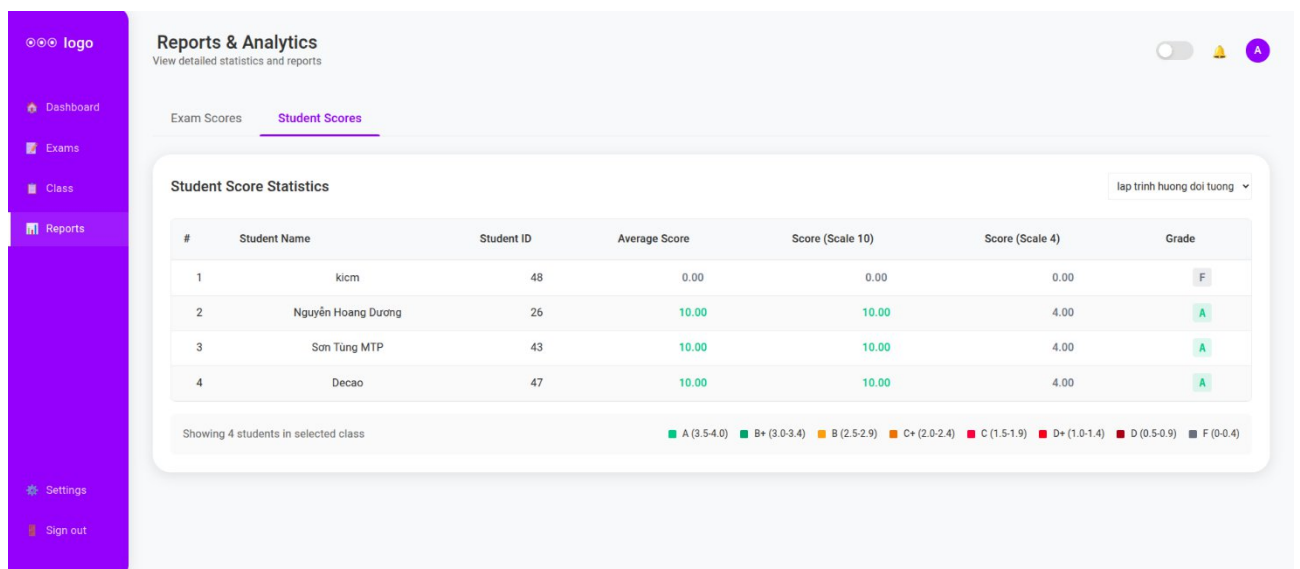 logo
Reports & Analytics
View detailed statistics and reports
A
Dashboard
Exams
Class
Reports
Settings
Sign out
Exam Scores Student Scores
Student Score Statistics
lap trinh huong doi tuong
# Student Name Student ID Average Score Score (Scale 10) Score (Scale 4) Grade
1 kicm 48 0.00 0.00 0.00 F
2 Nguyễn Hoang Dương 26 10.00 10.00 4.00 A
3 Sơn Tùng MTP 43 10.00 10.00 4.00 A
4 Decao 47 10.00 10.00 4.00 A
Showing 4 students in selected class
A (3.5-4.0) B+ (3.0-3.4) B (2.5-2.9) C+ (2.0-2.4) C (1.5-1.9) D+ (1.0-1.4) D (0.5-0.9) F (0-0.4)